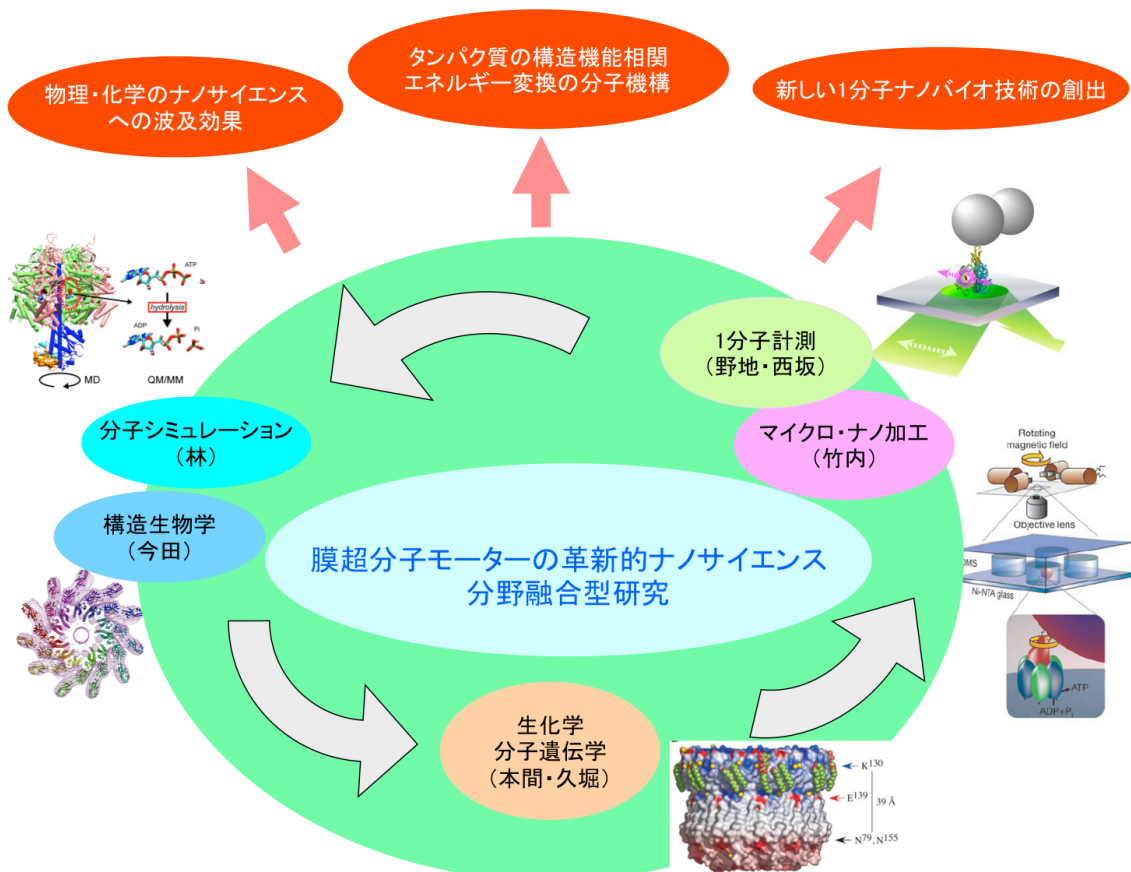 タンパク質の構造機能相関
エネルギー変換の分子機構
物理・化学のナノサイエンス
への波及効果
新しい1分子ナノバイオ技術の創出
ATP
hydrolysis
ADP
Pi
MD
QM/MM
1分子計測
(野地・西坂)
分子シミュレーション
(林)
マイクロ・ナノ加工
(竹内)
Rotating
magnetic field
Objective lens
構造生物学
(今田)
膜超分子モーターの革新的ナノサイエンス
分野融合型研究
DMS
Ni-NTA glass
ATP
ADP+Pi
生化学
分子遺伝学
(本間・久堀)
K130
E139
39 Å
N79, N155